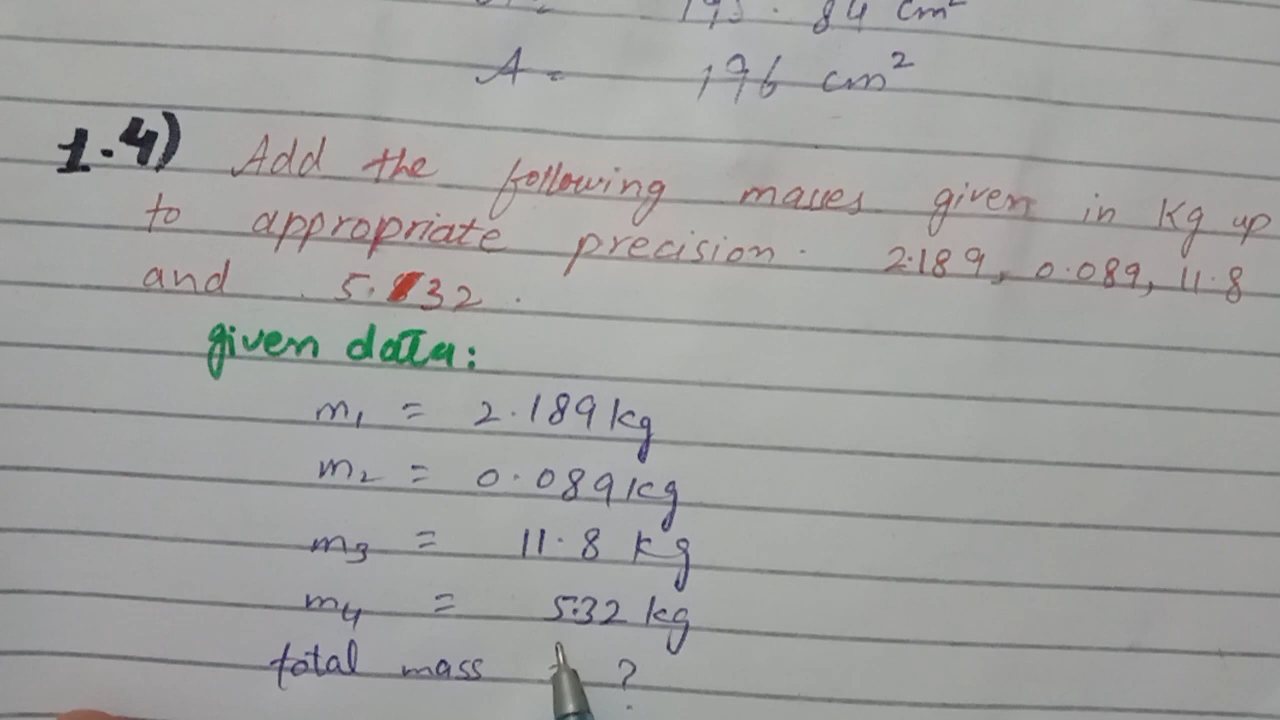 84 cm²
A = 196 cm²
1.4) Add the following masses given in Kg up
to appropriate precision. 2.189, 0.089, 11.8
and 5.32.
given data:
m₁ = 2.189 kg
m₂ = 0.089 kg
m₃ = 11.8 kg
m₄ = 5.32 kg
total mass ?